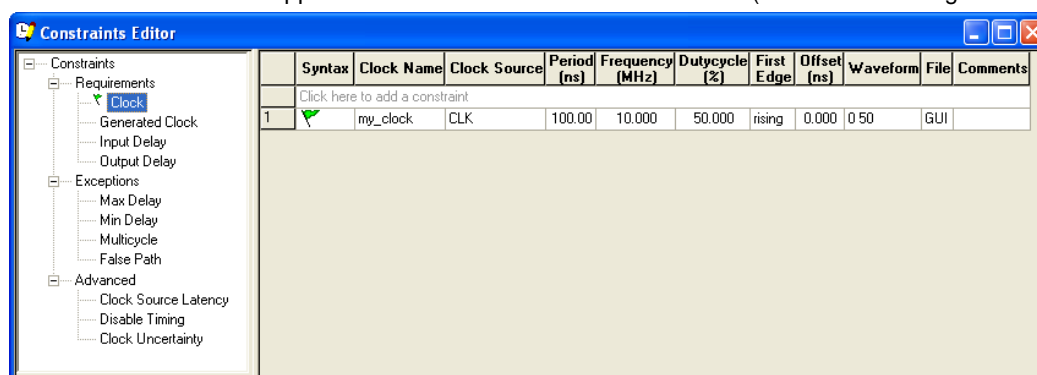 Constraints Editor
Constraints
Requirements
Clock
Generated Clock
Input Delay
Output Delay
Exceptions
Max Delay
Min Delay
Multicycle
False Path
Advanced
Clock Source Latency
Disable Timing
Clock Uncertainty
Syntax Clock Name Clock Source Period (ns) Frequency (MHz) Dutycycle (%) First Edge Offset (ns) Waveform File Comments
Click here to add a constraint
1 my_clock CLK 100.00 10.000 50.000 rising 0.000 0 50 GUI